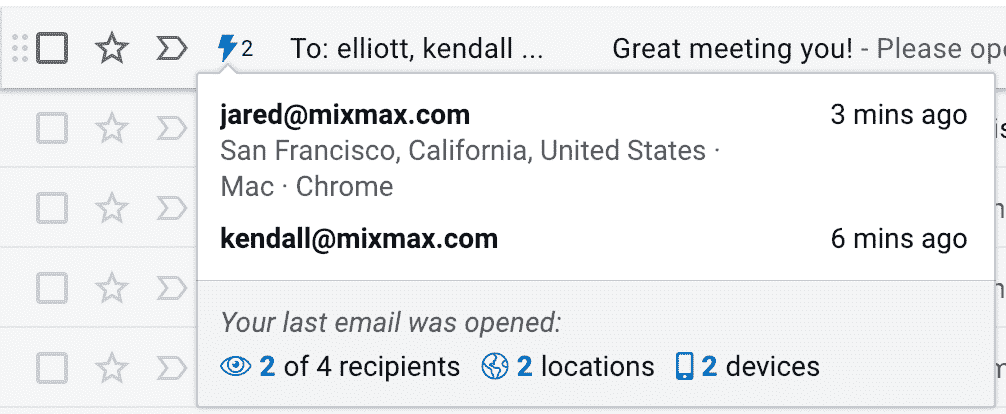 2 To: elliott, kendall ... Great meeting you! - Please ope
jared@mixmax.com 3 mins ago
San Francisco, California, United States ·
Mac · Chrome
kendall@mixmax.com 6 mins ago
Your last email was opened:
2 of 4 recipients 2 locations 2 devices